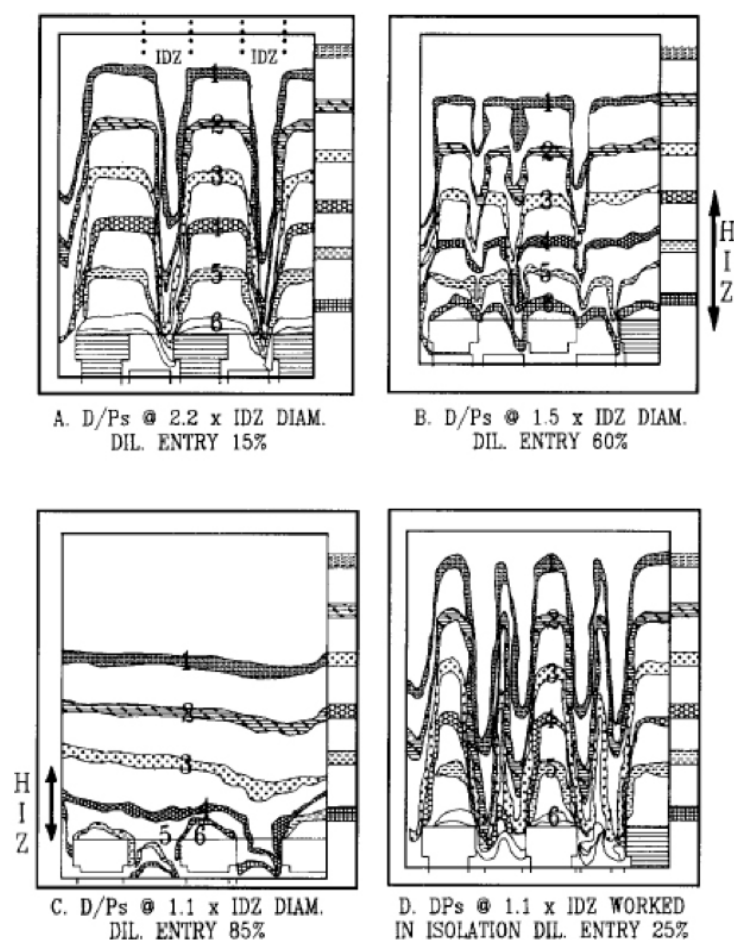 IDZ IDZ
1
2
3
4
5
6
A. D/Ps @ 2.2 x IDZ DIAM.
DIL. ENTRY 15%
1
2
3
4
5
H
I
Z
B. D/Ps @ 1.5 x IDZ DIAM.
DIL. ENTRY 60%
1
2
3
4
5 6
H
I
Z
C. D/Ps @ 1.1 x IDZ DIAM.
DIL. ENTRY 85%
1
2
3
4
5
6
D. DPs @ 1.1 x IDZ WORKED
IN ISOLATION DIL. ENTRY 25%